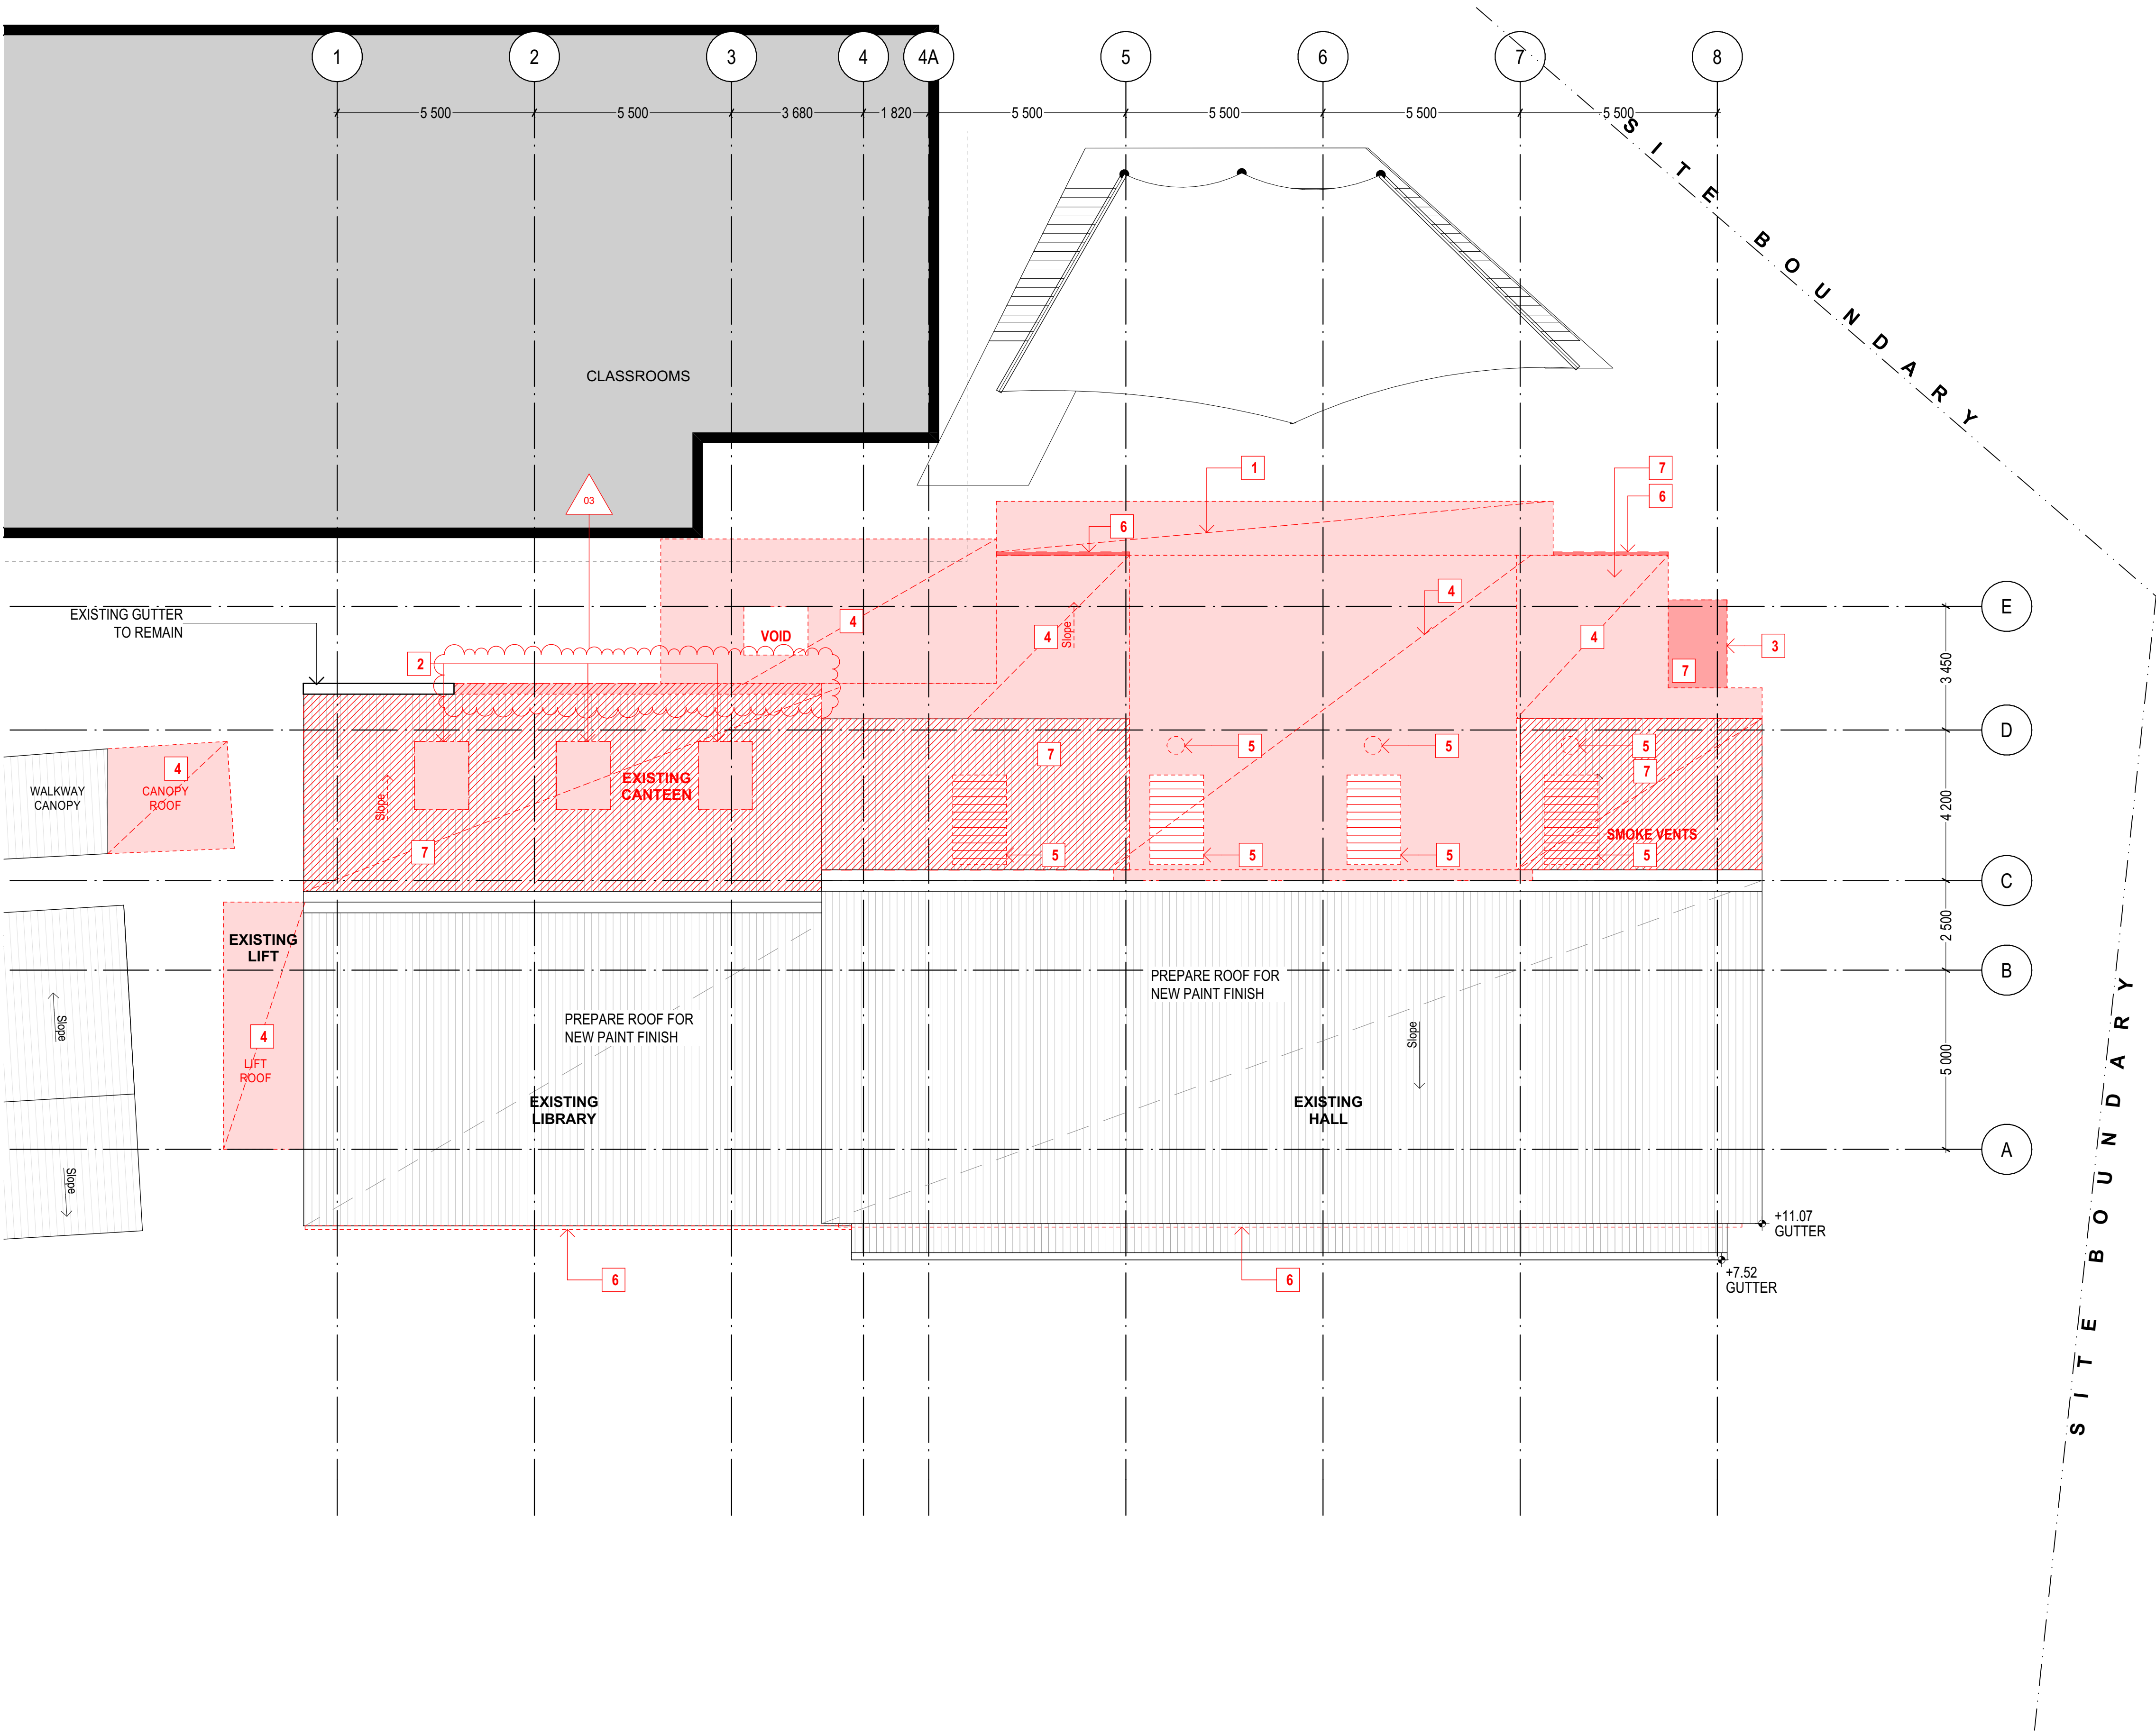 1
2
3
4
4A
5
6
7
8
5 500
5 500
3 680
1 820
5 500
5 500
5 500
5 500
SITE BOUNDARY
CLASSROOMS
03
1
7
6
6
EXISTING GUTTER
TO REMAIN
VOID
4
4
Slope
4
4
3
7
2
E
3 450
D
WALKWAY
CANOPY
4
CANOPY
ROOF
Slope
EXISTING
CANTEEN
7
7
5
5
5
7
SMOKE VENTS
5
5
5
5
4 200
C
2 500
B
5 000
A
EXISTING
LIFT
4
LIFT
ROOF
Slope
Slope
PREPARE ROOF FOR
NEW PAINT FINISH
EXISTING
LIBRARY
PREPARE ROOF FOR
NEW PAINT FINISH
Slope
EXISTING
HALL
+11.07
GUTTER
+7.52
GUTTER
6
6
SITE BOUNDARY